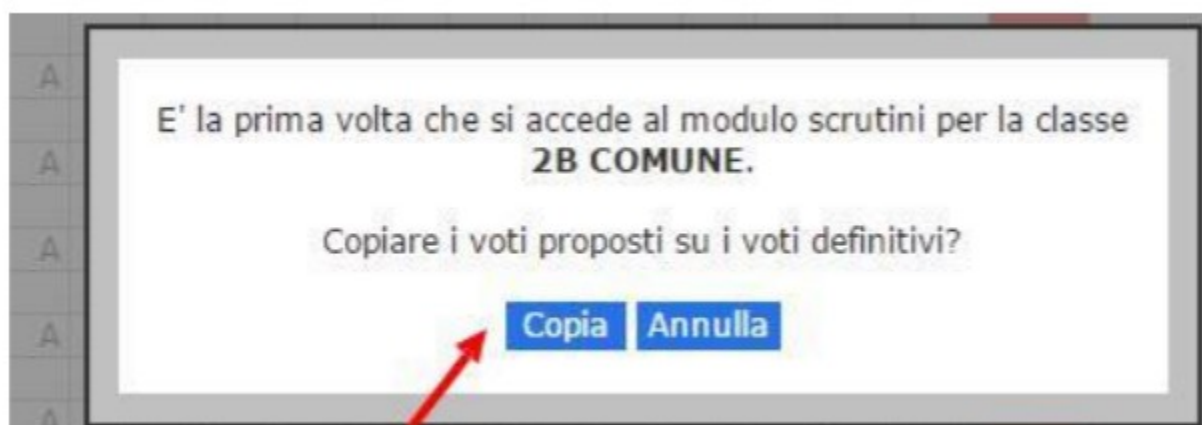 A
E' la prima volta che si accede al modulo scrutini per la classe
A
2B COMUNE.
A
Copiare i voti proposti su i voti definitivi?
A
Copia Annulla
A